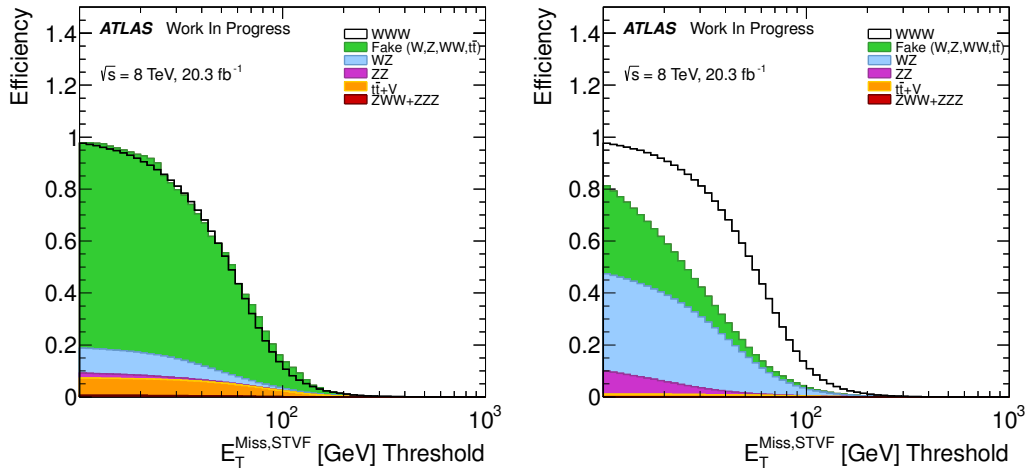 Efficiency
1.4
1.2
1
0.8
0.6
0.4
0.2
0
ATLAS Work In Progress
√s = 8 TeV, 20.3 fb⁻¹
WWW
Fake (W,Z,WW,tt̄)
WZ
ZZ
tt̄+V
ZWW+ZZZ
10²
10³
E_T^Miss,STVF [GeV] Threshold
Efficiency
1.4
1.2
1
0.8
0.6
0.4
0.2
0
ATLAS Work In Progress
√s = 8 TeV, 20.3 fb⁻¹
WWW
Fake (W,Z,WW,tt̄)
WZ
ZZ
tt̄+V
ZWW+ZZZ
10²
10³
E_T^Miss,STVF [GeV] Threshold